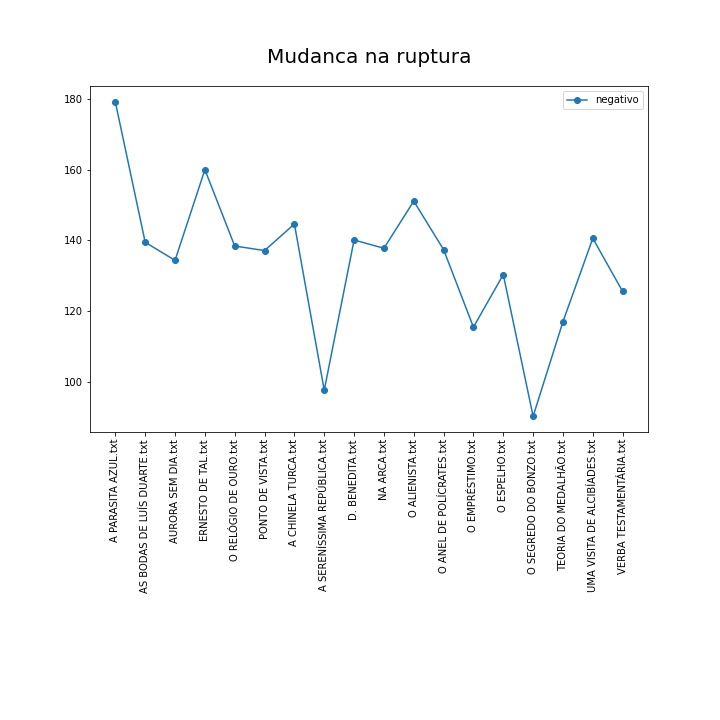 Mudanca na ruptura
negativo
180
160
140
120
100
A PARASITA AZUL.txt
AS BODAS DE LUÍS DUARTE.txt
AURORA SEM DIA.txt
ERNESTO DE TAL.txt
O RELÓGIO DE OURO.txt
PONTO DE VISTA.txt
A CHINELA TURCA.txt
A SERENÍSSIMA REPÚBLICA.txt
D. BENEDITA.txt
NA ARCA.txt
O ALIENISTA.txt
O ANEL DE POLÍCRATES.txt
O EMPRÉSTIMO.txt
O ESPELHO.txt
O SEGREDO DO BONZO.txt
TEORIA DO MEDALHÃO.txt
UMA VISITA DE ALCIBÍADES.txt
VERBA TESTAMENTÁRIA.txt